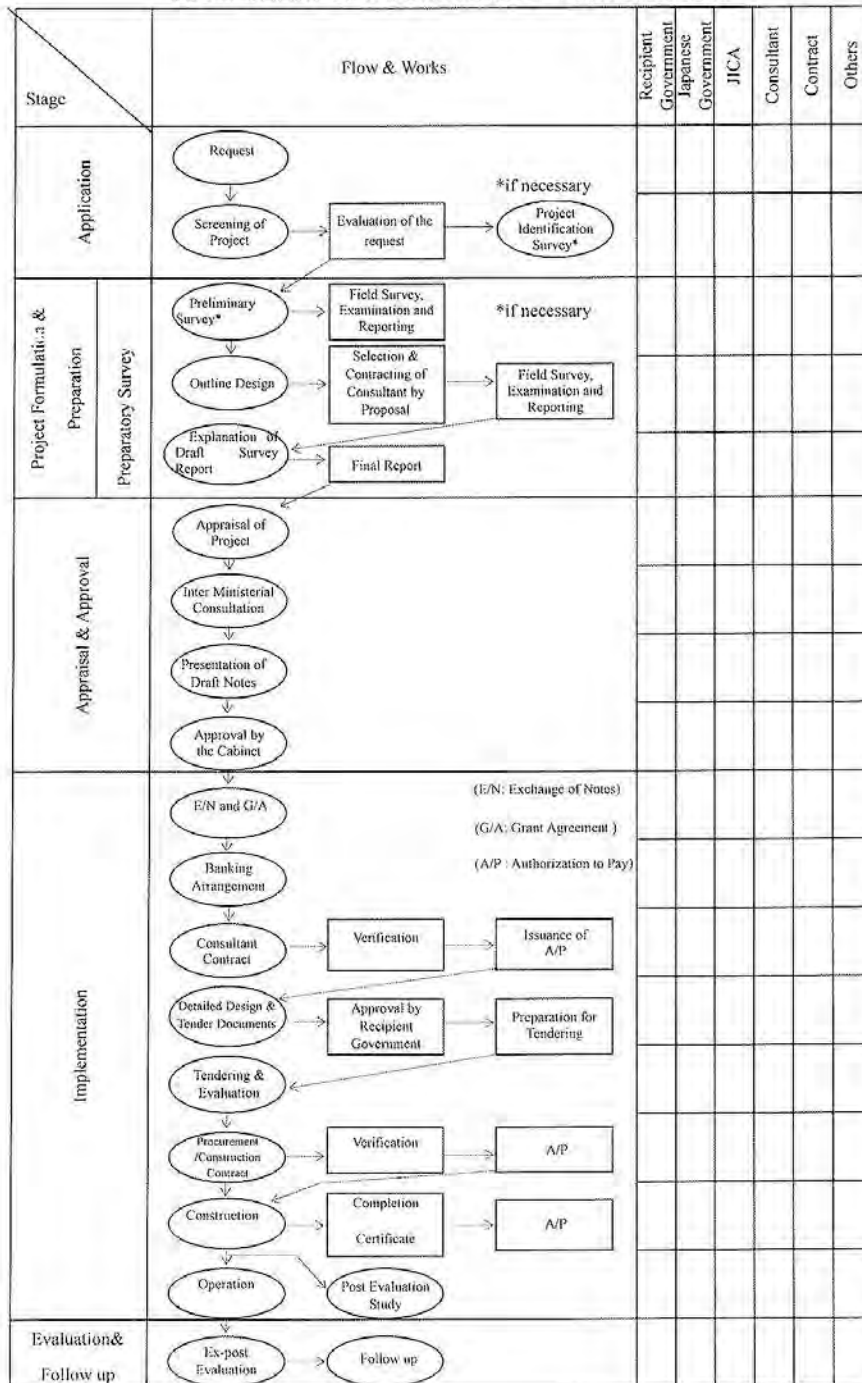 Stage
Flow & Works
Recipient
Government
Japanese
Government
JICA
Consultant
Contract
Others
Application
Request
*if necessary
Screening of
Project
Evaluation of the
request
Project
Identification
Survey*
Project Formulation &
Preparation
Preparatory Survey
Preliminary
Survey*
Field Survey,
Examination and
Reporting
*if necessary
Outline Design
Selection &
Contracting of
Consultant by
Proposal
Field Survey,
Examination and
Reporting
Explanation of
Draft Survey
Report
Final Report
Appraisal & Approval
Appraisal of
Project
Inter Ministerial
Consultation
Presentation of
Draft Notes
Approval by
the Cabinet
Implementation
E/N and G/A
(E/N: Exchange of Notes)
(G/A: Grant Agreement )
(A/P : Authorization to Pay)
Banking
Arrangement
Consultant
Contract
Verification
Issuance of
A/P
Detailed Design &
Tender Documents
Approval by
Recipient
Government
Preparation for
Tendering
Tendering &
Evaluation
Procurement
/Construction
Contract
Verification
A/P
Construction
Completion
Certificate
A/P
Operation
Post Evaluation
Study
Evaluation&
Follow up
Ex-post
Evaluation
Follow up